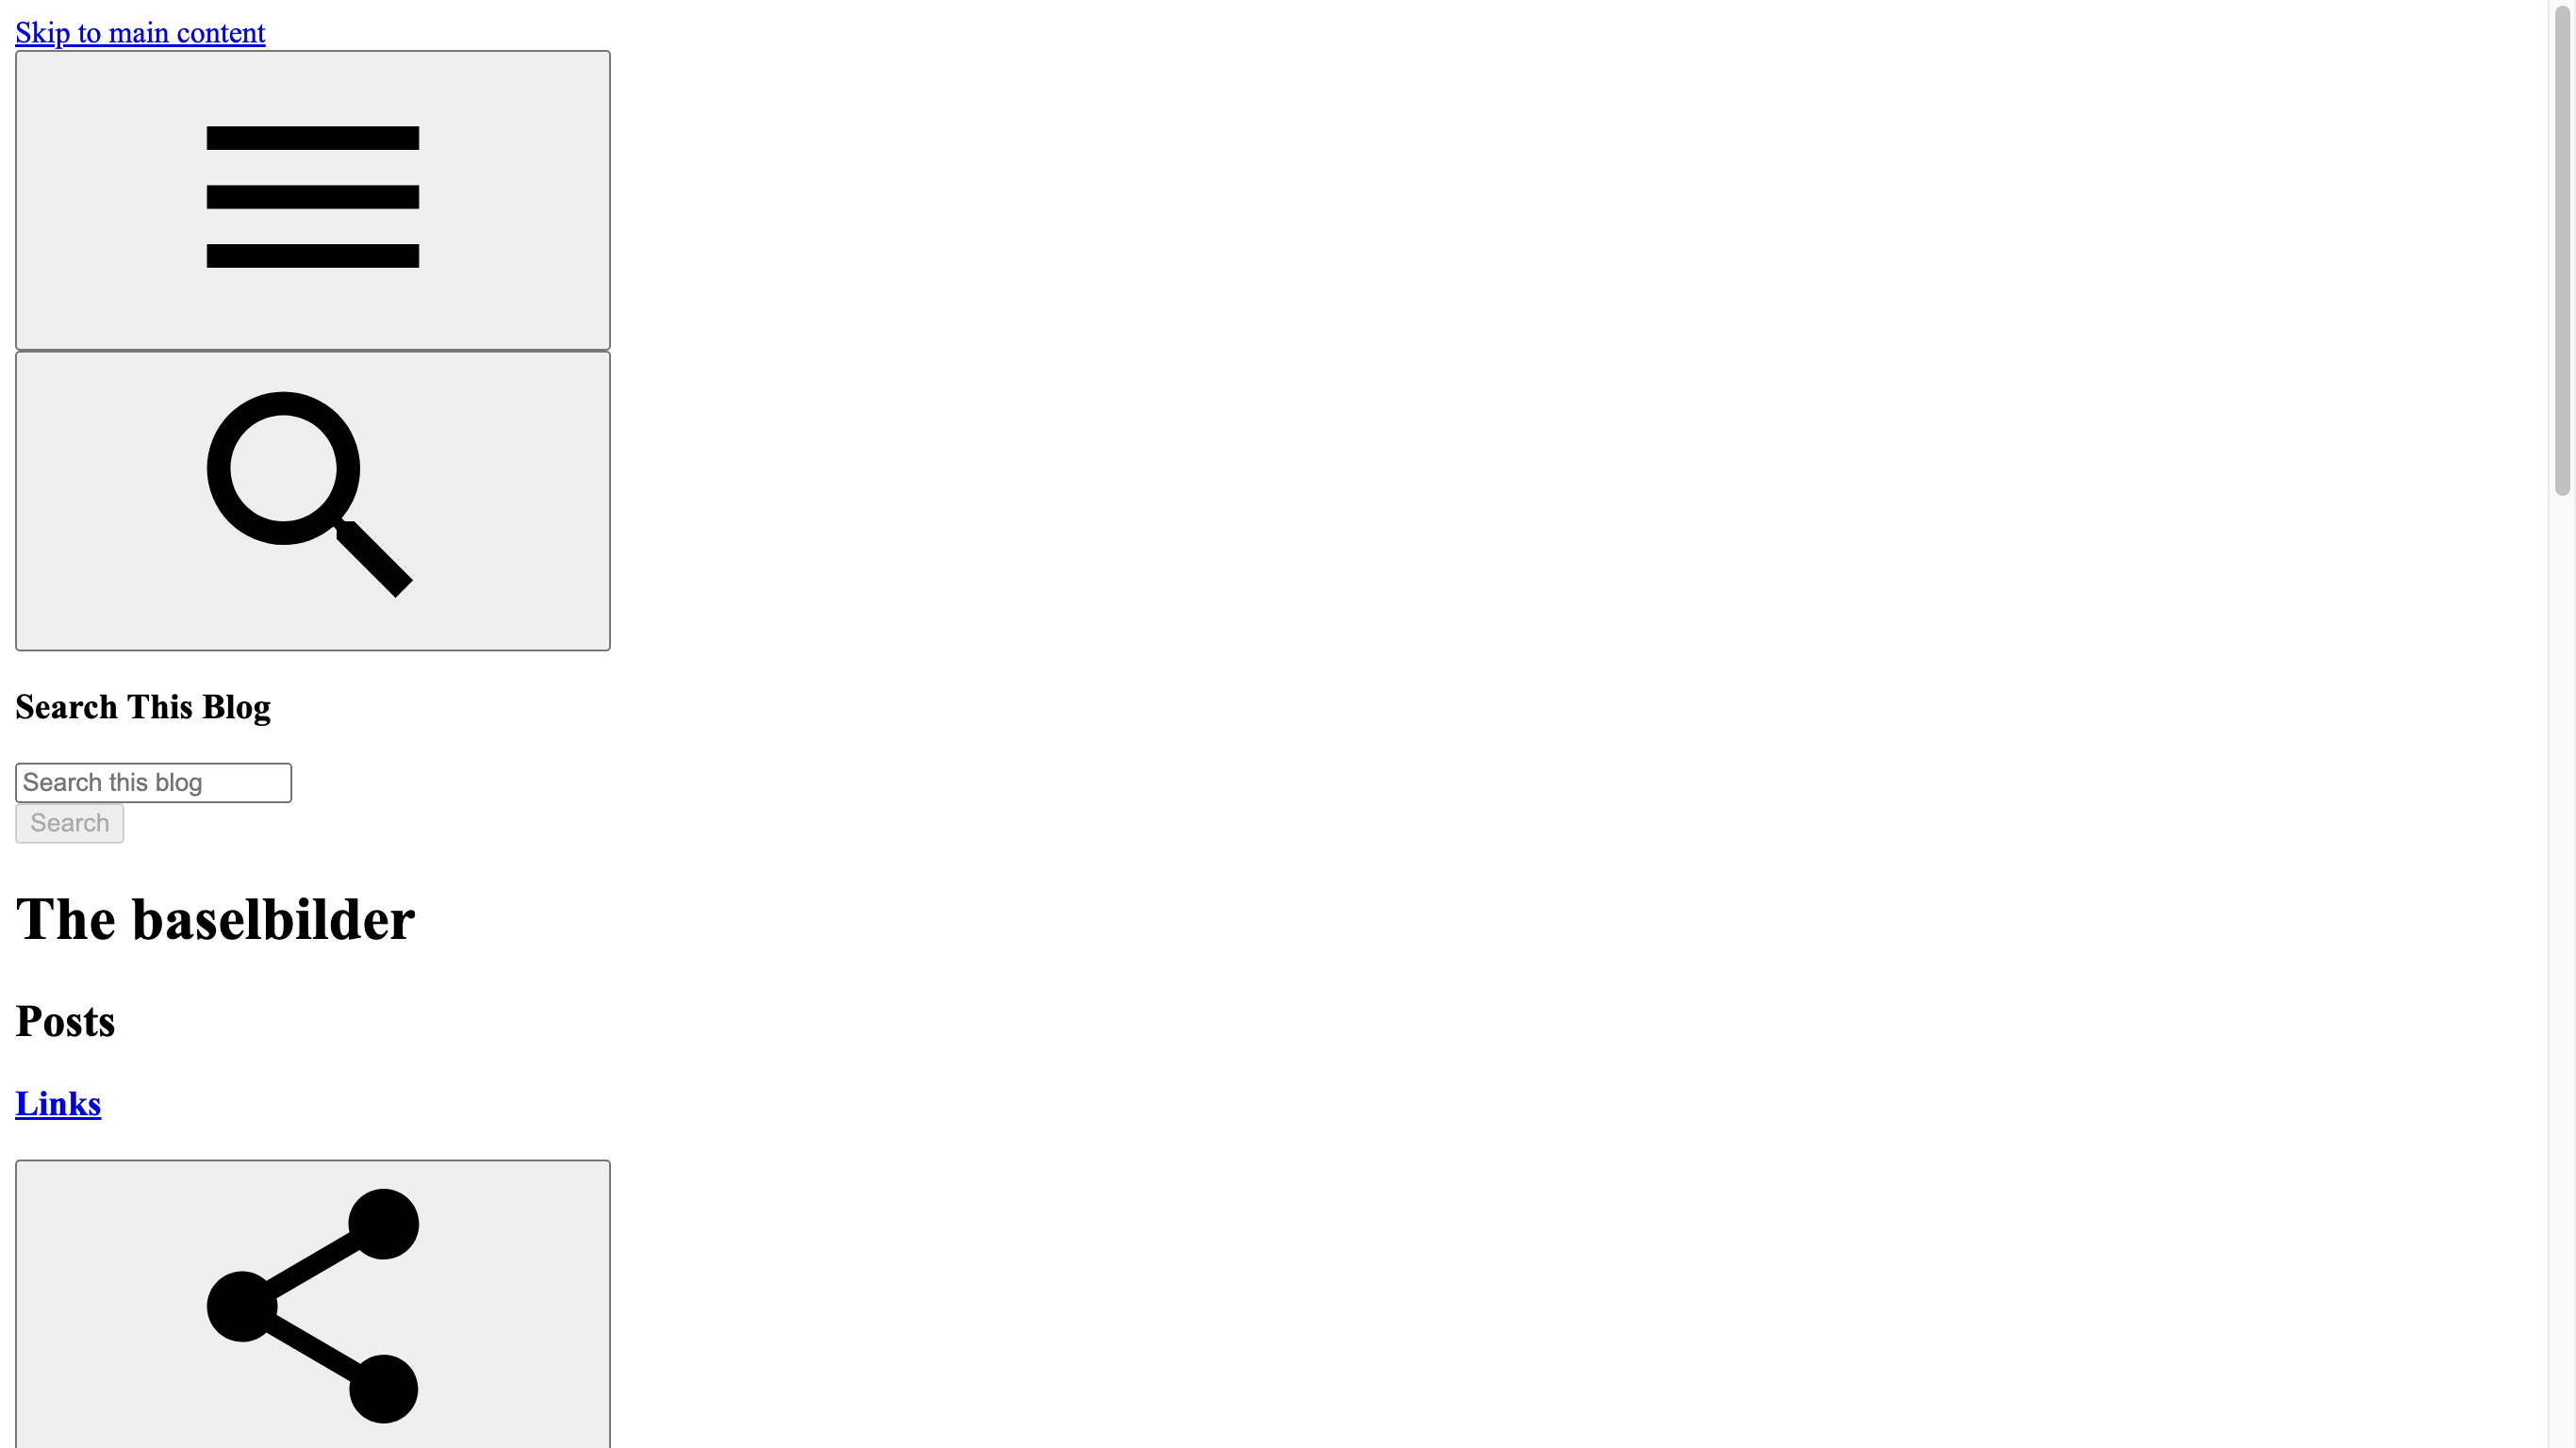 Skip to main content
Search This Blog
Search this blog
Search
The baselbilder
Posts
Links